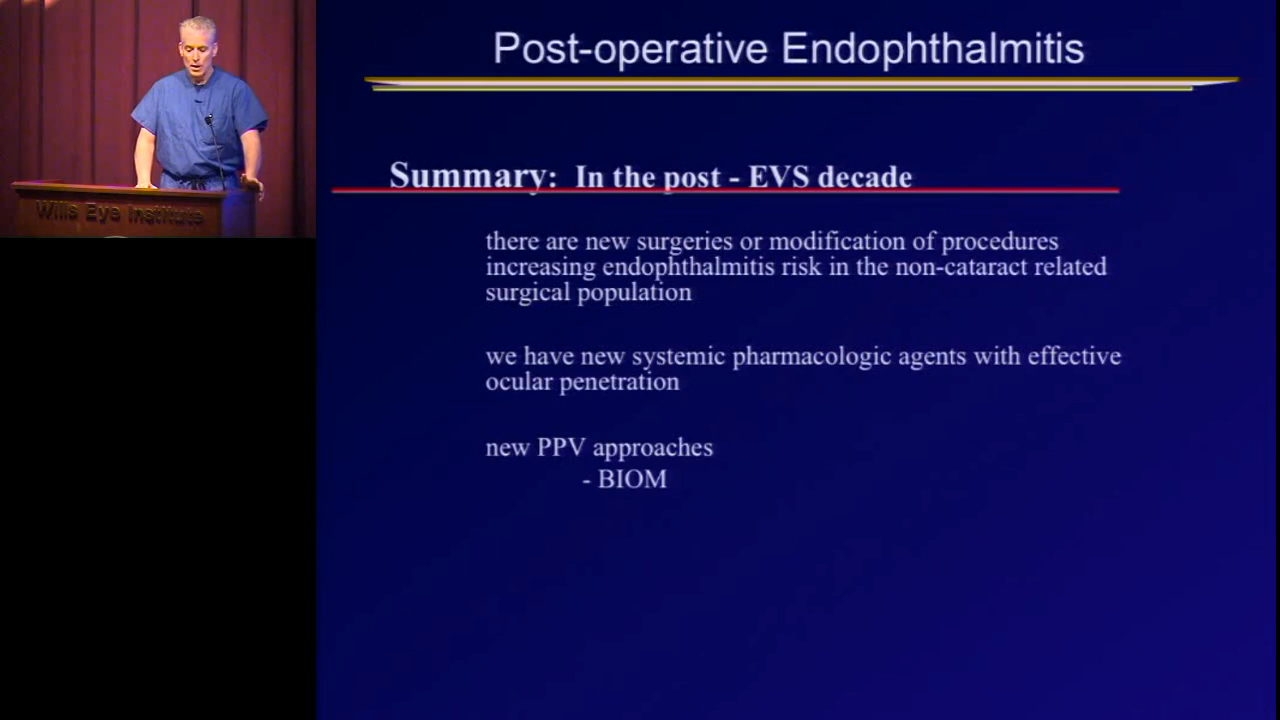 Post-operative Endophthalmitis
Wills Eye Institute
Summary: In the post - EVS decade
there are new surgeries or modification of procedures
increasing endophthalmitis risk in the non-cataract related
surgical population
we have new systemic pharmacologic agents with effective
ocular penetration
new PPV approaches
- BIOM